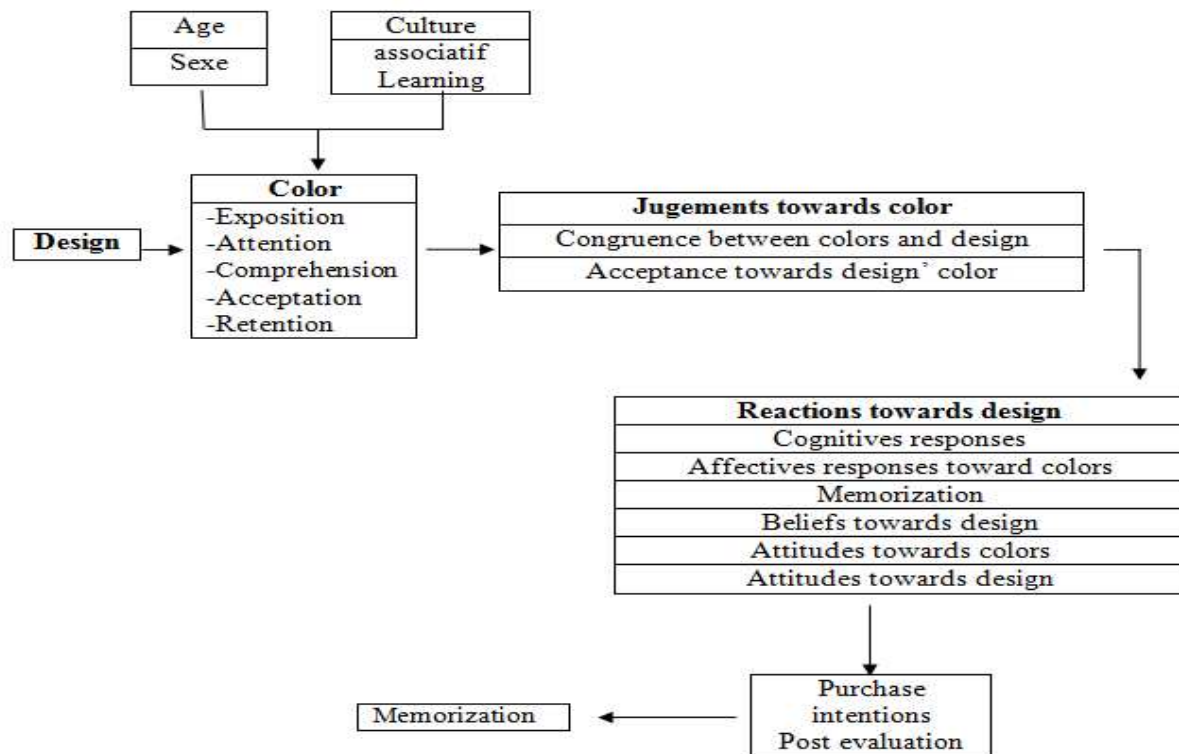 Age
Sexe
Culture
associatif
Learning
Design
Color
-Exposition
-Attention
-Comprehension
-Acceptation
-Retention
Jugements towards color
Congruence between colors and design
Acceptance towards design’ color
Reactions towards design
Cognitives responses
Affectives responses toward colors
Memorization
Beliefs towards design
Attitudes towards colors
Attitudes towards design
Purchase
intentions
Post evaluation
Memorization